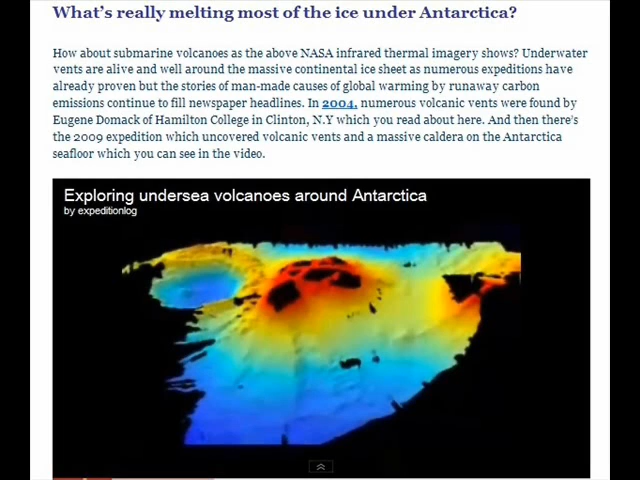 What's really melting most of the ice under Antarctica?
How about submarine volcanoes as the above NASA infrared thermal imagery shows? Underwater
vents are alive and well around the massive continental ice sheet as numerous expeditions have
already proven but the stories of man-made causes of global warming by runaway carbon
emissions continue to fill newspaper headlines. In 2004, numerous volcanic vents were found by
Eugene Domack of Hamilton College in Clinton, N.Y which you read about here. And then there's
the 2009 expedition which uncovered volcanic vents and a massive caldera on the Antarctica
seafloor which you can see in the video.
Exploring undersea volcanoes around Antarctica
by expeditionlog